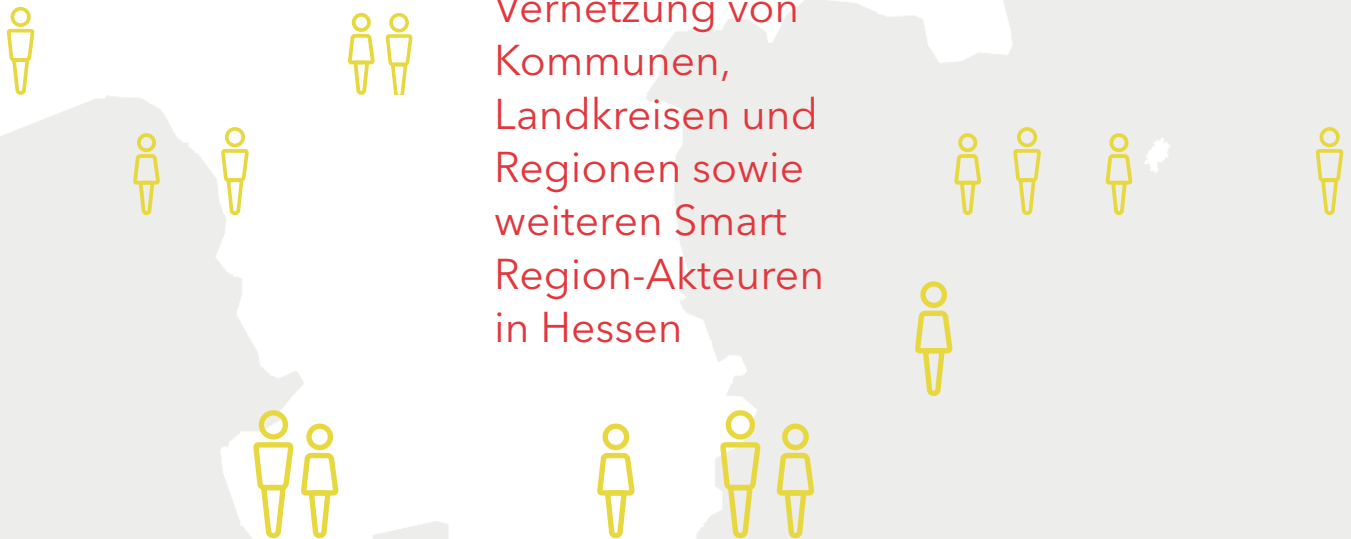 Vernetzung von
Kommunen,
Landkreisen und
Regionen sowie
weiteren Smart
Region-Akteuren
in Hessen